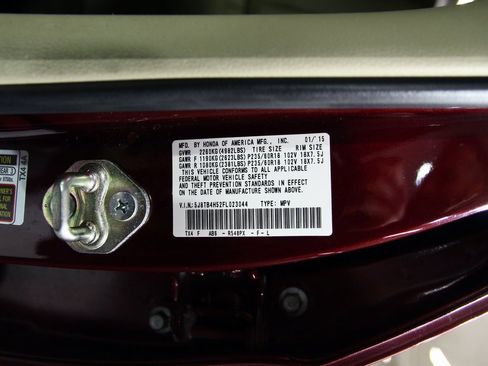 MFD. BY HONDA OF AMERICA MFG., INC. 01/'15
GVWR 2260KG(4982LBS) TIRE SIZE RIM SIZE
GAWR F 1190KG(2623LBS) P235/60R18 102V 18X7.5J
GAWR R 1080KG(2381LBS) P235/60R18 102V 18X7.5J
THIS VEHICLE CONFORMS TO ALL APPLICABLE
FEDERAL MOTOR VEHICLE SAFETY
AND THEFT PREVENTION STANDARDS IN EFFECT
ON THE DATE OF MANUFACTURE SHOWN ABOVE.
V.I.N: 5J8TB4H52FL023044 TYPE: MPV
TX4 F AB6 - R548PX - F - L
TX4-4A